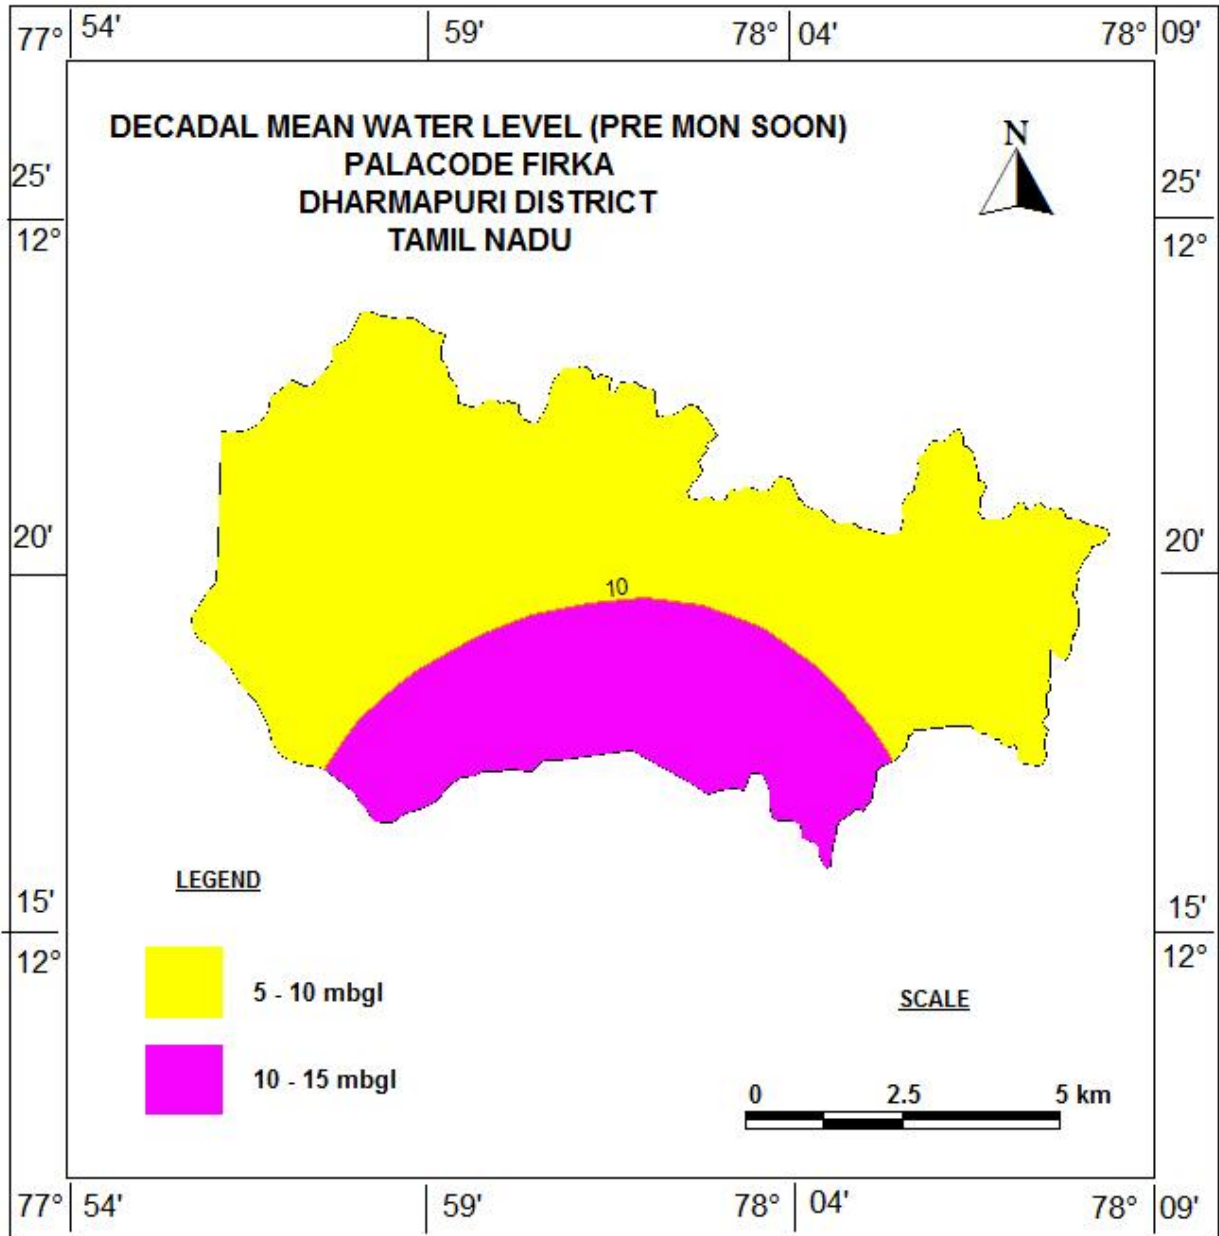 77° 54' 59' 78° 04' 78° 09'
DECADAL MEAN WATER LEVEL (PRE MON SOON)
PALACODE FIRKA
DHARMAPURI DISTRICT
TAMIL NADU
N
25' 25'
12° 12°
20' 20'
10
LEGEND
15' 15'
12° 12°
5 - 10 mbgl
SCALE
10 - 15 mbgl
0 2.5 5 km
77° 54' 59' 78° 04' 78° 09'